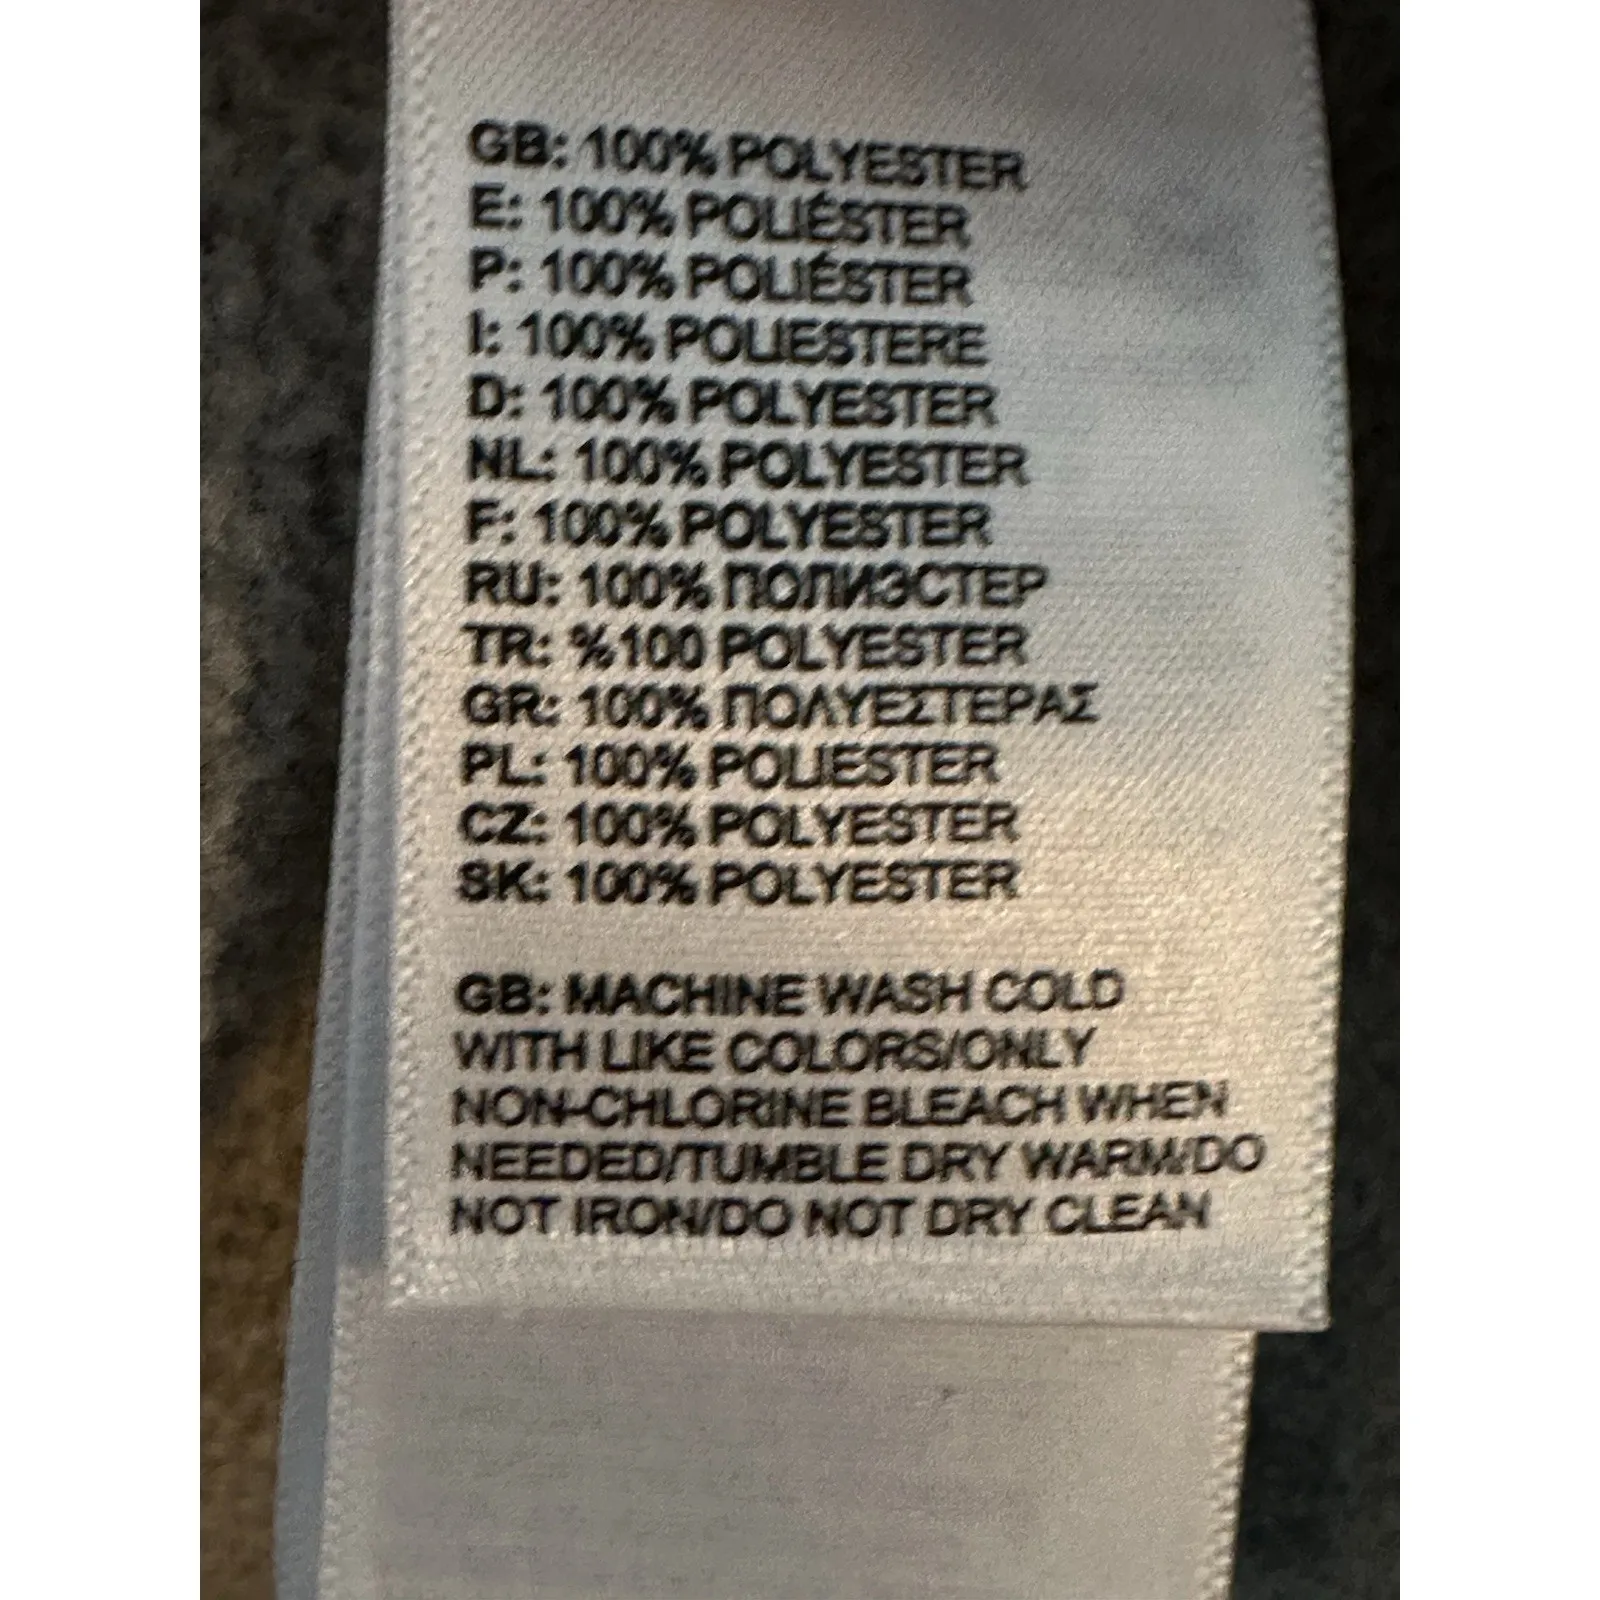 GB: 100% POLYESTER
E: 100% POLIÉSTER
P: 100% POLIÉSTER
I: 100% POLIESTERE
D: 100% POLYESTER
NL: 100% POLYESTER
F: 100% POLYESTER
RU: 100% ПОЛИЭСТЕР
TR: %100 POLYESTER
GR: 100% ΠΟΛΥΕΣΤΕΡΑΣ
PL: 100% POLIESTER
CZ: 100% POLYESTER
SK: 100% POLYESTER
GB: MACHINE WASH COLD
WITH LIKE COLORS/ONLY
NON-CHLORINE BLEACH WHEN
NEEDED/TUMBLE DRY WARM/DO
NOT IRON/DO NOT DRY CLEAN